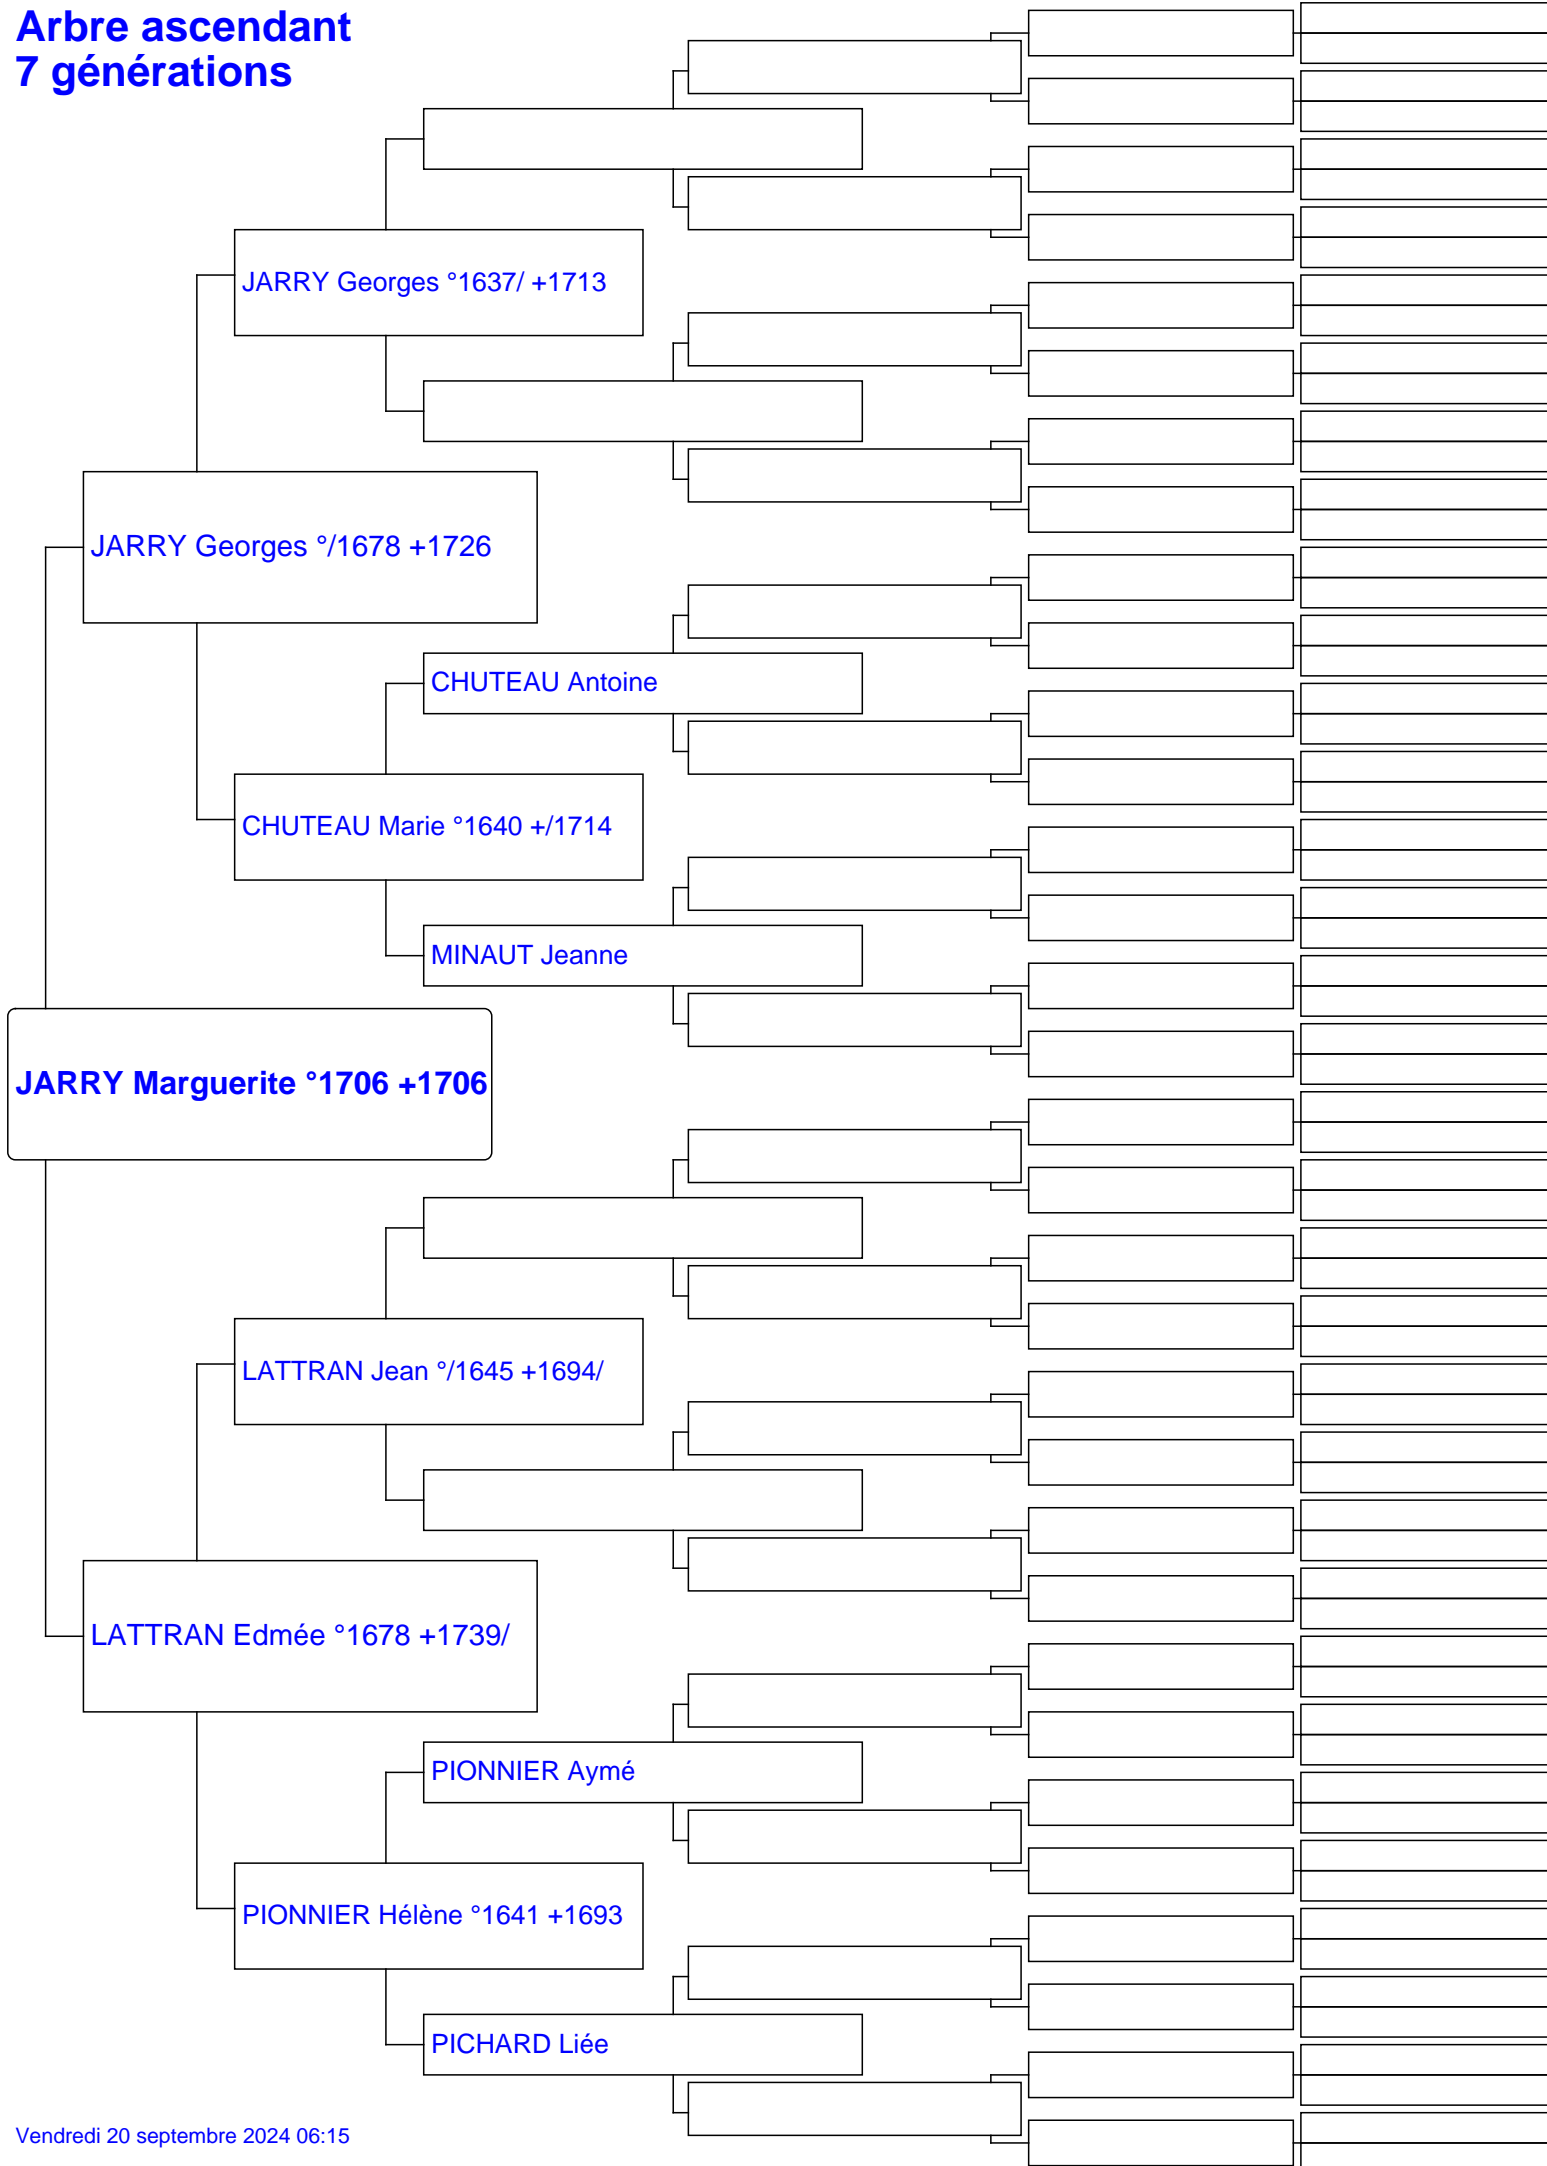 Arbre ascendant
7 générations
JARRY Georges °1637/ +1713
JARRY Georges °/1678 +1726
CHUTEAU Antoine
CHUTEAU Marie °1640 +/1714
MINAUT Jeanne
JARRY Marguerite °1706 +1706
LATTRAN Jean °/1645 +1694/
LATTRAN Edmée °1678 +1739/
PIONNIER Aymé
PIONNIER Hélène °1641 +1693
PICHARD Liée
Vendredi 20 septembre 2024 06:15